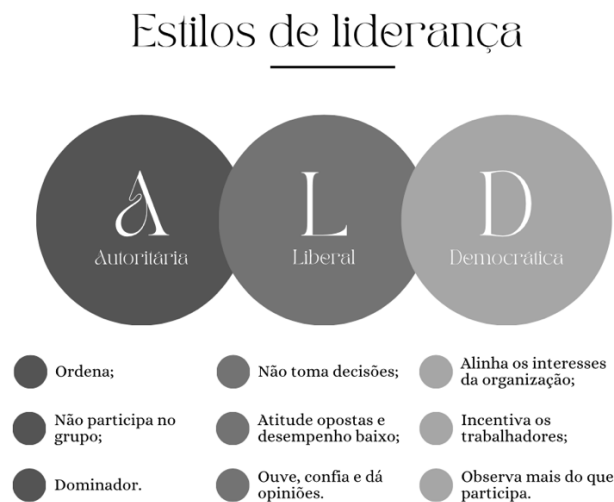 Estilos de liderança
A
Autoritária
L
Liberal
D
Democrática
Ordena;
Não participa no
grupo;
Dominador.
Não toma decisões;
Atitude opostas e
desempenho baixo;
Ouve, confia e dá
opiniões.
Alinha os interesses
da organização;
Incentiva os
trabalhadores;
Observa mais do que
participa.